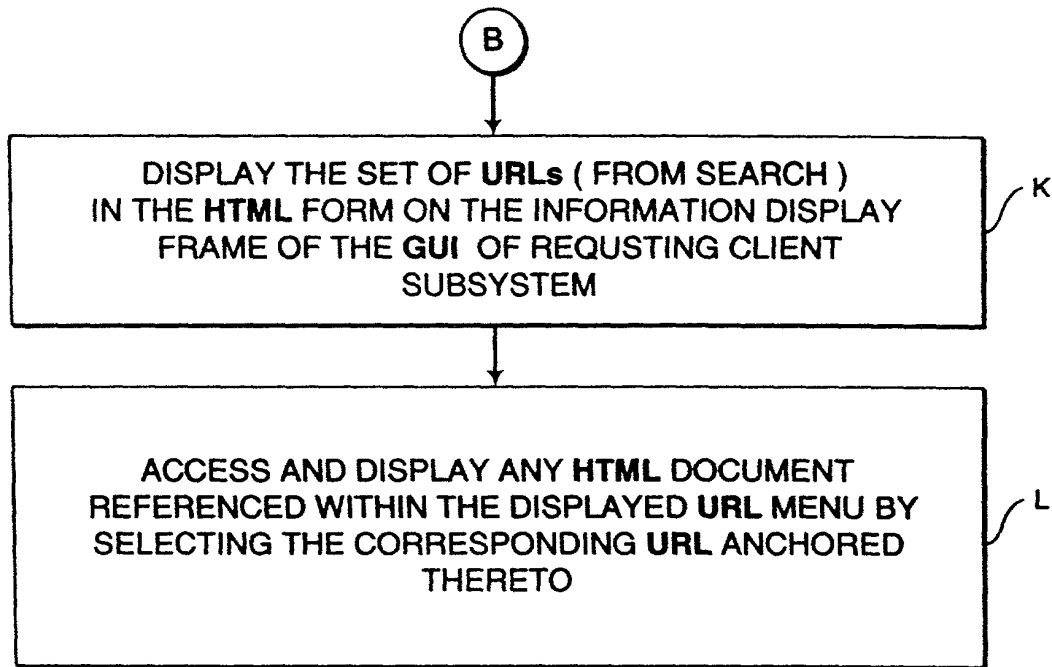 B
DISPLAY THE SET OF URLs ( FROM SEARCH )
IN THE HTML FORM ON THE INFORMATION DISPLAY
FRAME OF THE GUI OF REQUSTING CLIENT
SUBSYSTEM
K
ACCESS AND DISPLAY ANY HTML DOCUMENT
REFERENCED WITHIN THE DISPLAYED URL MENU BY
SELECTING THE CORRESPONDING URL ANCHORED
THERETO
L